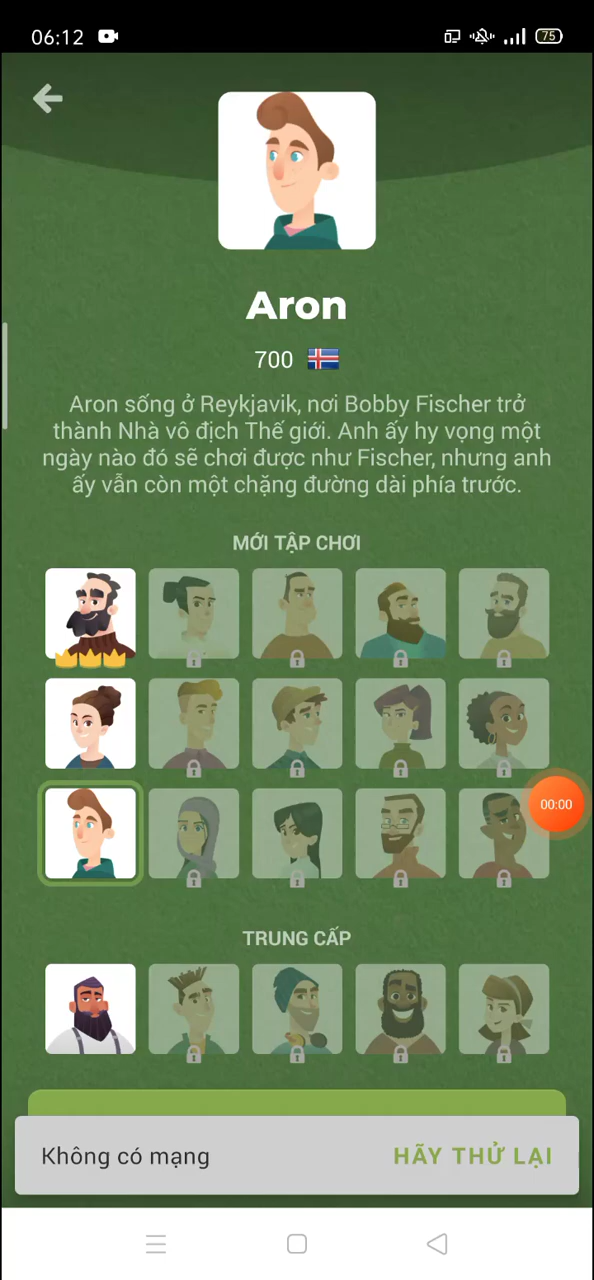 06:12
75
Aron
700
Aron sống ở Reykjavik, nơi Bobby Fischer trở
thành Nhà vô địch Thế giới. Anh ấy hy vọng một
ngày nào đó sẽ chơi được như Fischer, nhưng anh
ấy vẫn còn một chặng đường dài phía trước.
MỚI TẬP CHƠI
00:00
TRUNG CẤP
Không có mạng
HÃY THỬ LẠI